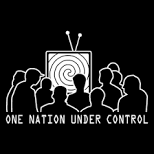 ONE NATION UNDER CONTROL